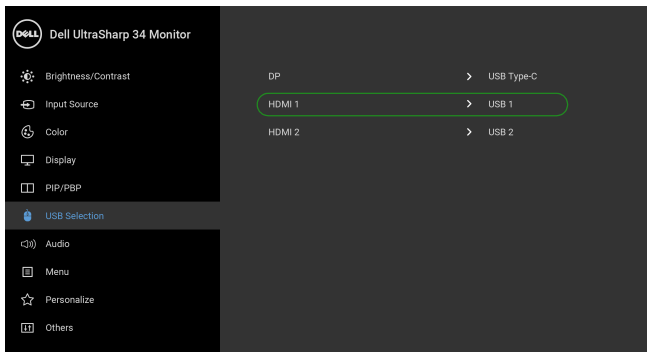 DELL Dell UltraSharp 34 Monitor
Brightness/Contrast
Input Source
Color
Display
PIP/PBP
USB Selection
Audio
Menu
Personalize
Others
DP > USB Type-C
HDMI 1 > USB 1
HDMI 2 > USB 2